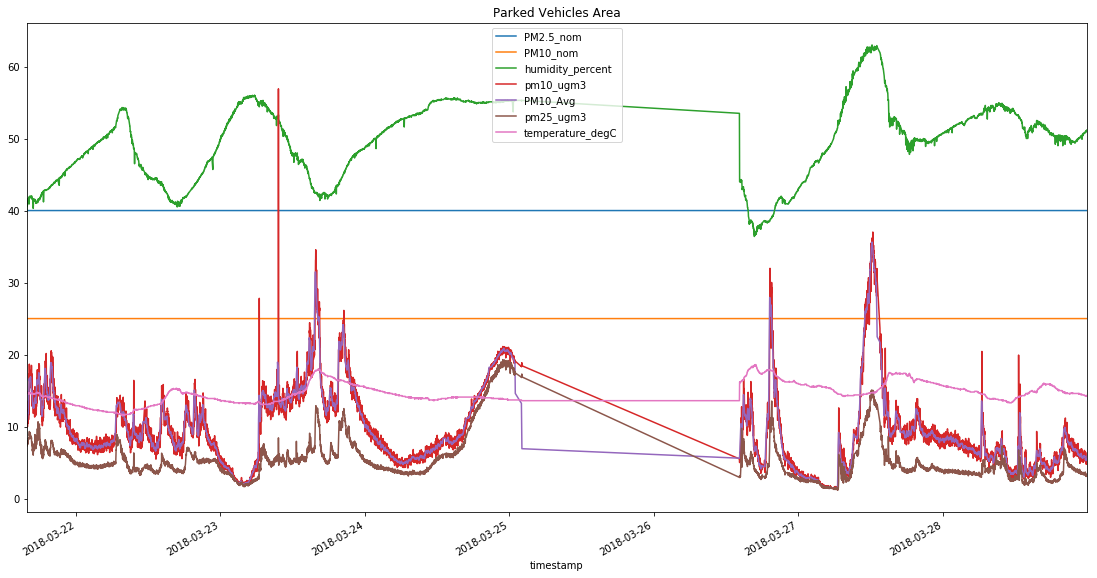 Parked Vehicles Area
PM2.5_nom
PM10_nom
humidity_percent
pm10_ugm3
PM10_Avg
pm25_ugm3
temperature_degC
60
50
40
30
20
10
0
2018-03-22
2018-03-23
2018-03-24
2018-03-25
2018-03-26
2018-03-27
2018-03-28
timestamp